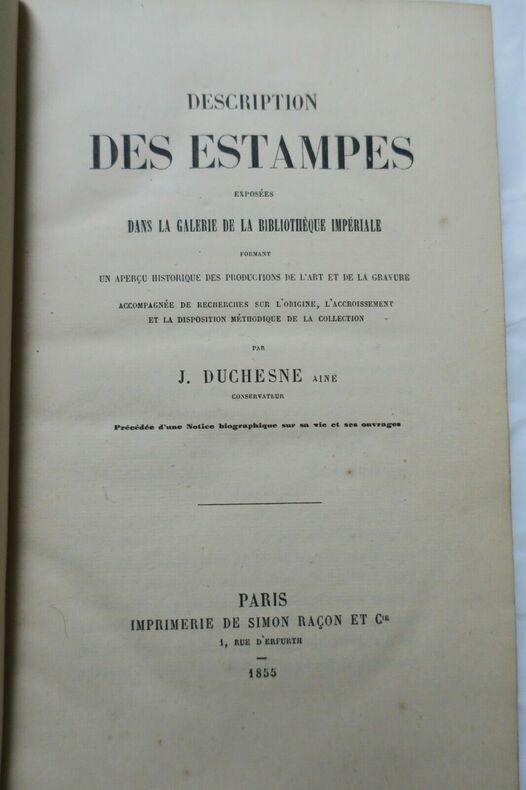 DESCRIPTION
DES ESTAMPES
EXPOSÉES
DANS LA GALERIE DE LA BIBLIOTHÈQUE IMPÉRIALE
FORMANT
UN APERÇU HISTORIQUE DES PRODUCTIONS DE L'ART ET DE LA GRAVURE
ACCOMPAGNÉE DE RECHERCHES SUR L'ORIGINE, L'ACCROISSEMENT
ET LA DISPOSITION MÉTHODIQUE DE LA COLLECTION
PAR
J. DUCHESNE AINÉ
CONSERVATEUR
Précédée d'une Notice biographique sur sa vie et ses ouvrages
PARIS
IMPRIMERIE DE SIMON RAÇON ET Cie
1, RUE D'ERFURTH
1855